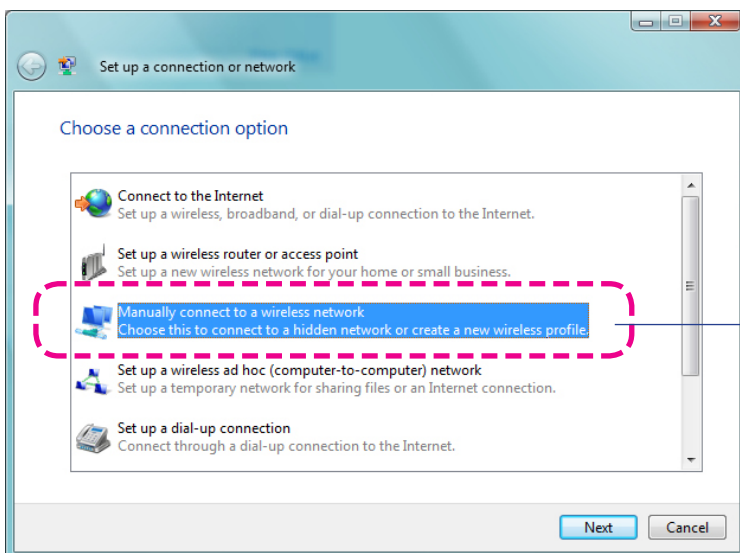 Set up a connection or network
Choose a connection option
Connect to the Internet
Set up a wireless, broadband, or dial-up connection to the Internet.
Set up a wireless router or access point
Set up a new wireless network for your home or small business.
Manually connect to a wireless network
Choose this to connect to a hidden network or create a new wireless profile.
Set up a wireless ad hoc (computer-to-computer) network
Set up a temporary network for sharing files or an Internet connection.
Set up a dial-up connection
Connect through a dial-up connection to the Internet.
Next Cancel